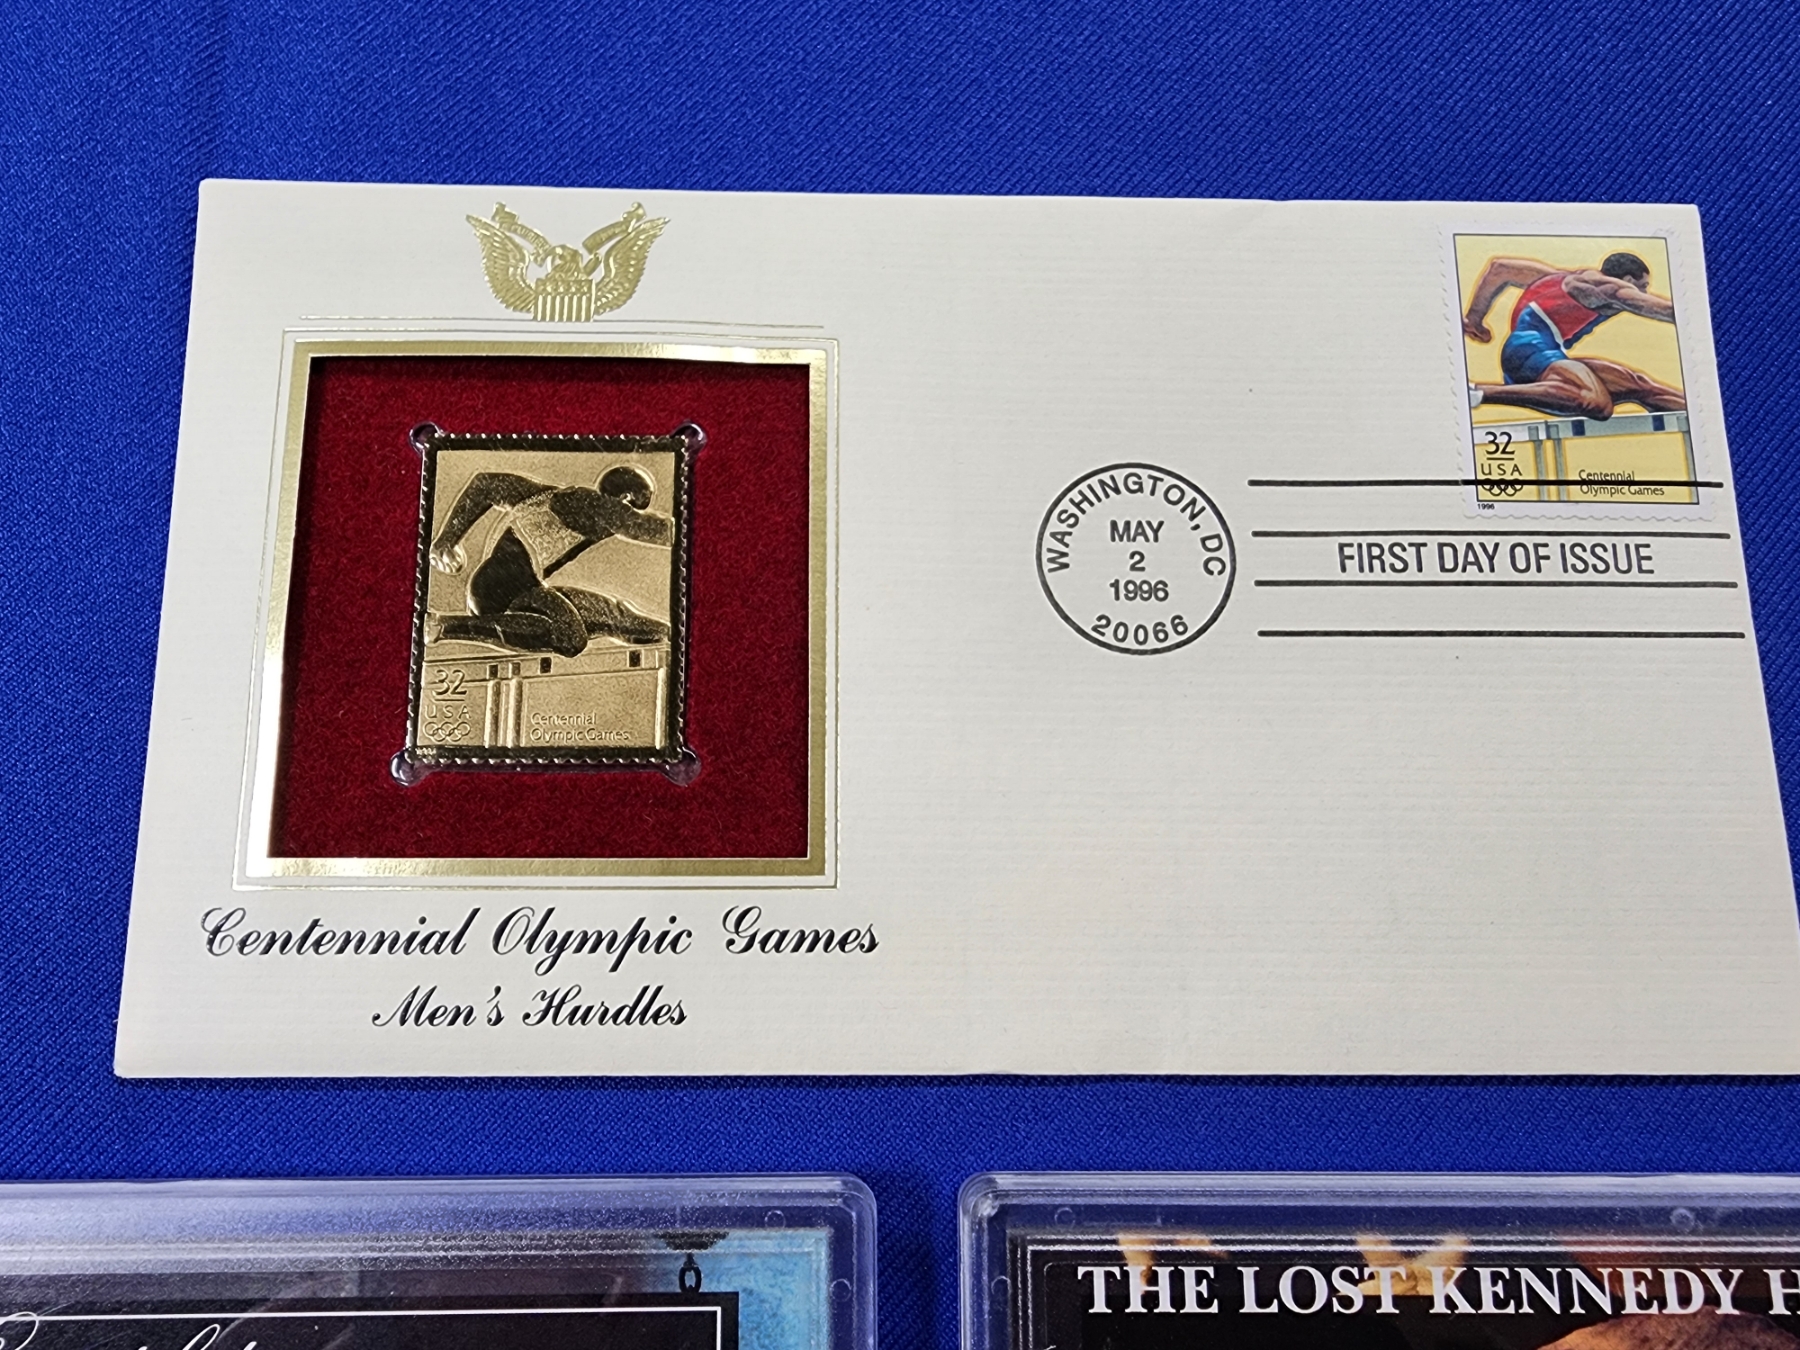 32
USA
1996
Centennial
Olympic Games
WASHINGTON, DC
MAY
2
1996
20066
FIRST DAY OF ISSUE
32
USA
Centennial
Olympic Games
Centennial Olympic Games
Men's Hurdles
THE LOST KENNEDY H